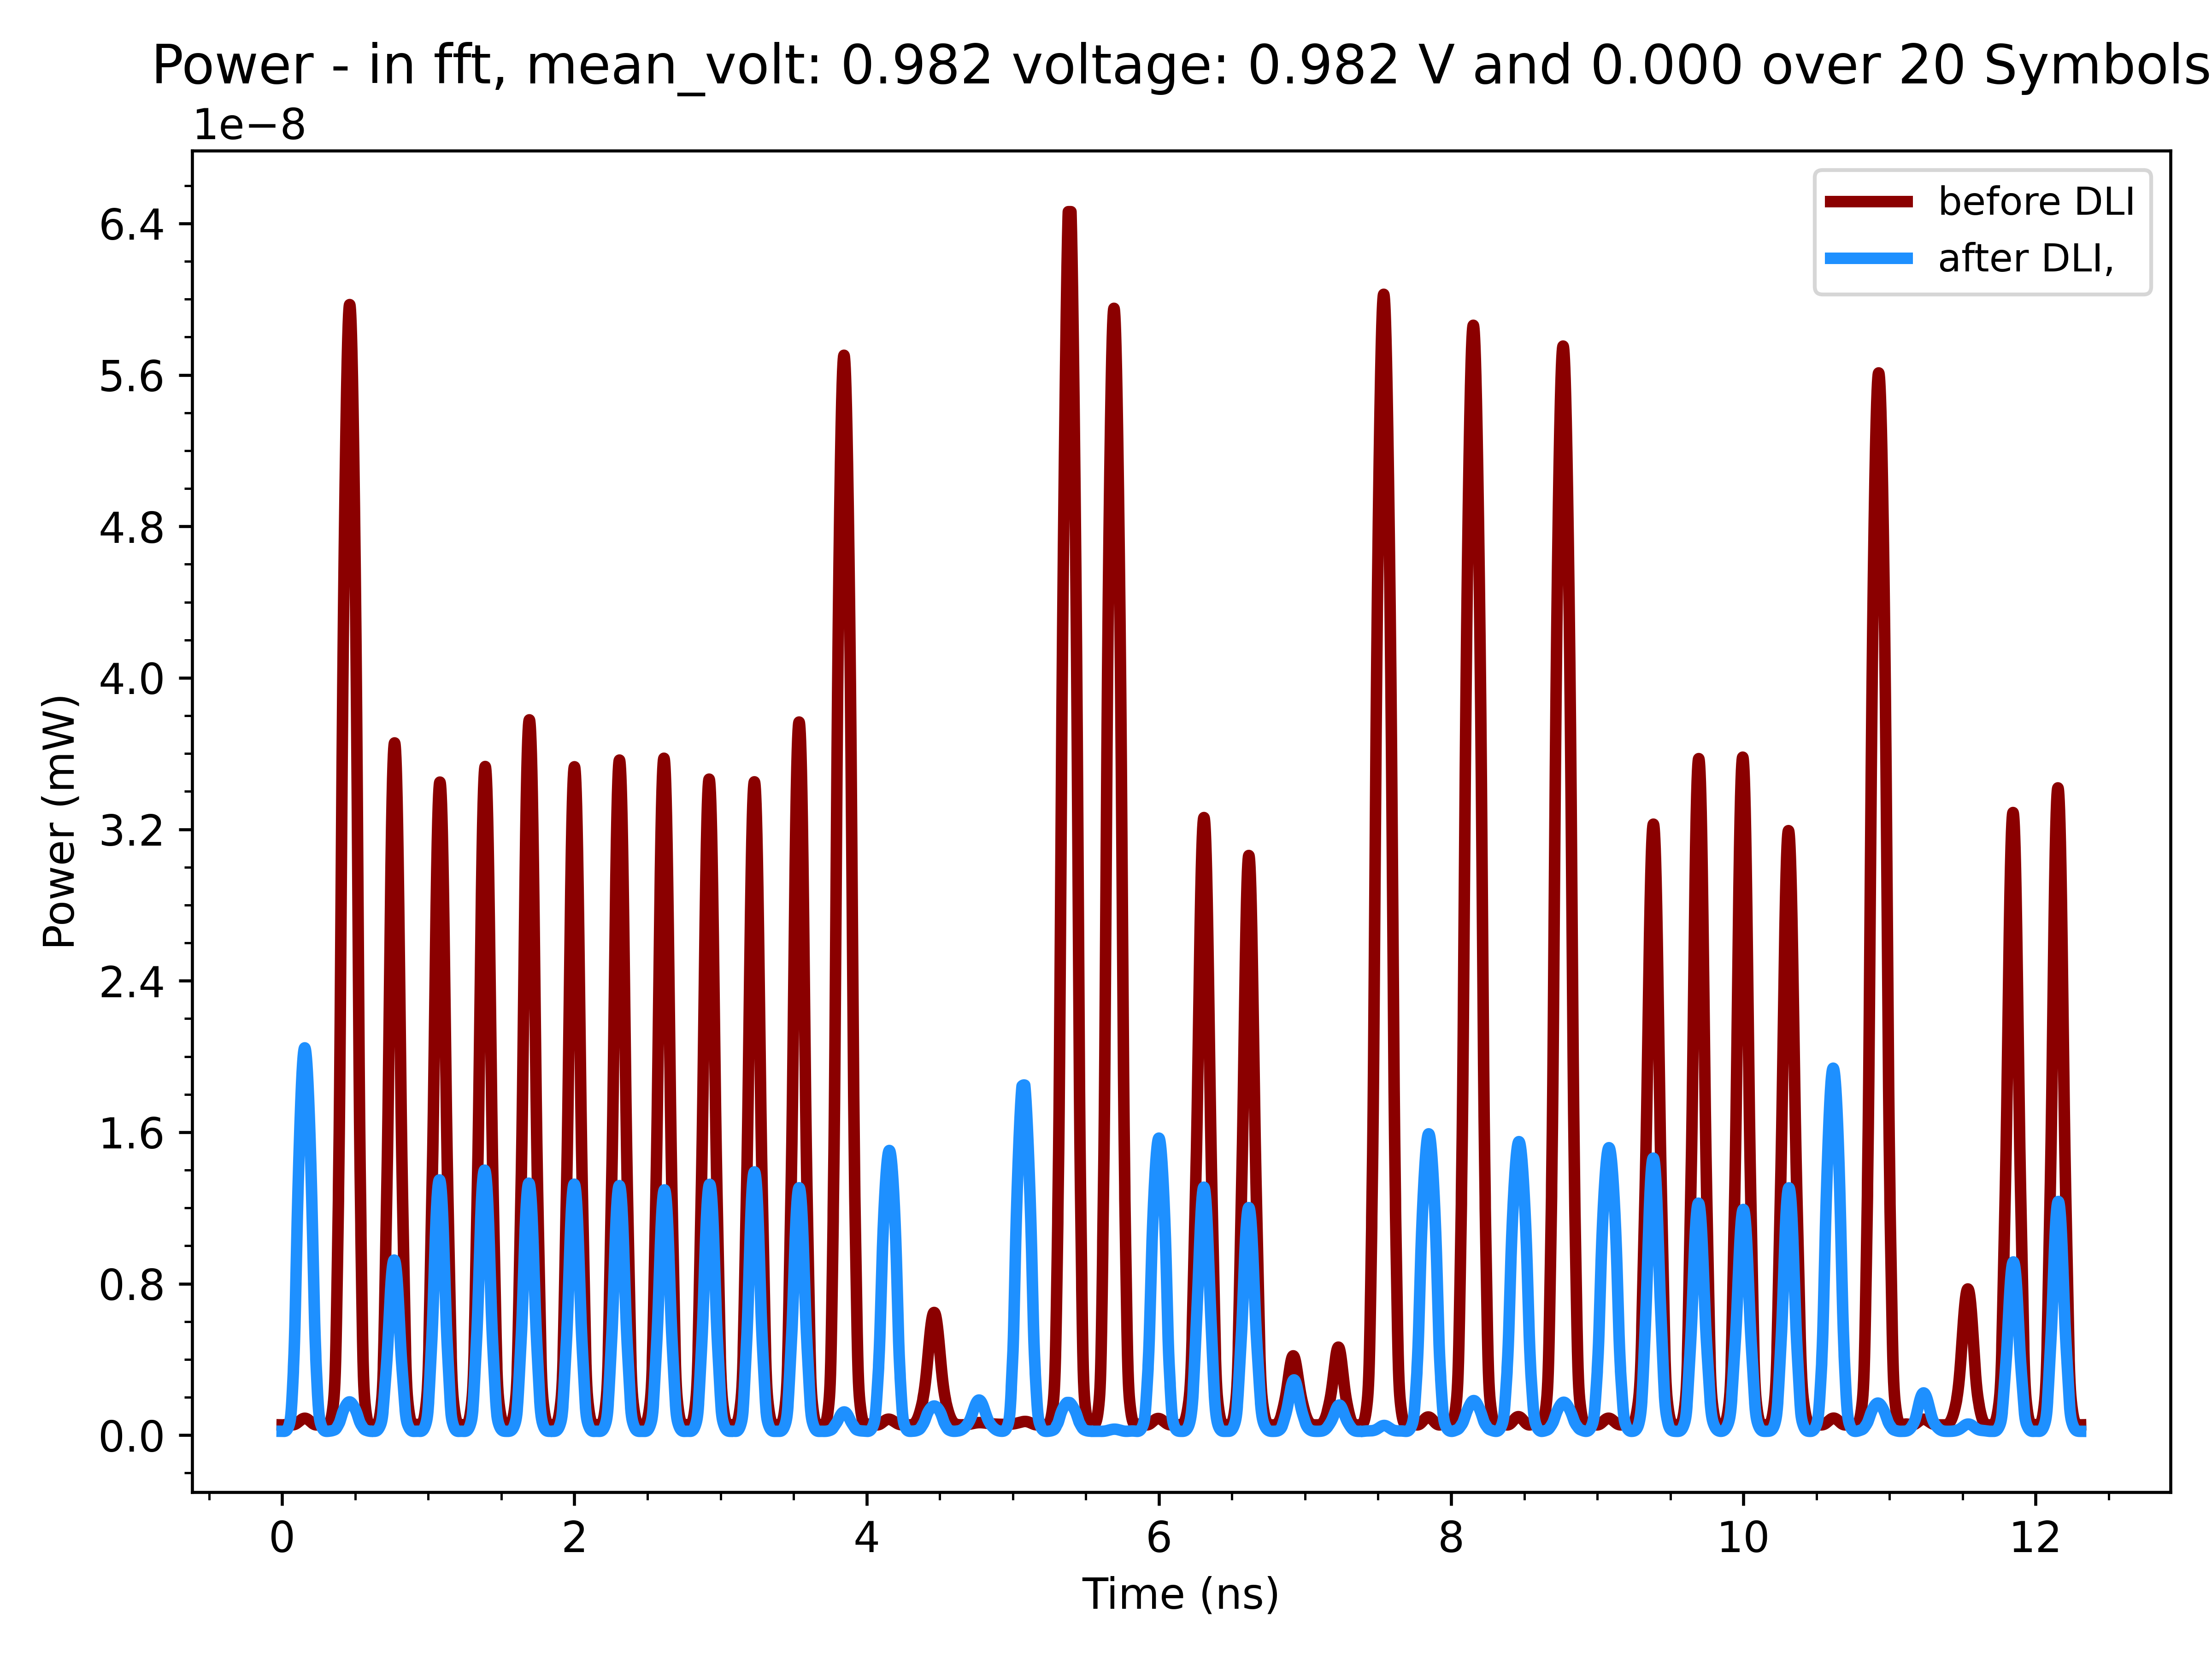 Power - in fft, mean_volt: 0.982 voltage: 0.982 V and 0.000 over 20 Symbols
1e−8
before DLI
after DLI,
6.4
5.6
4.8
4.0
3.2
2.4
1.6
0.8
0.0
Power (mW)
0 2 4 6 8 10 12
Time (ns)